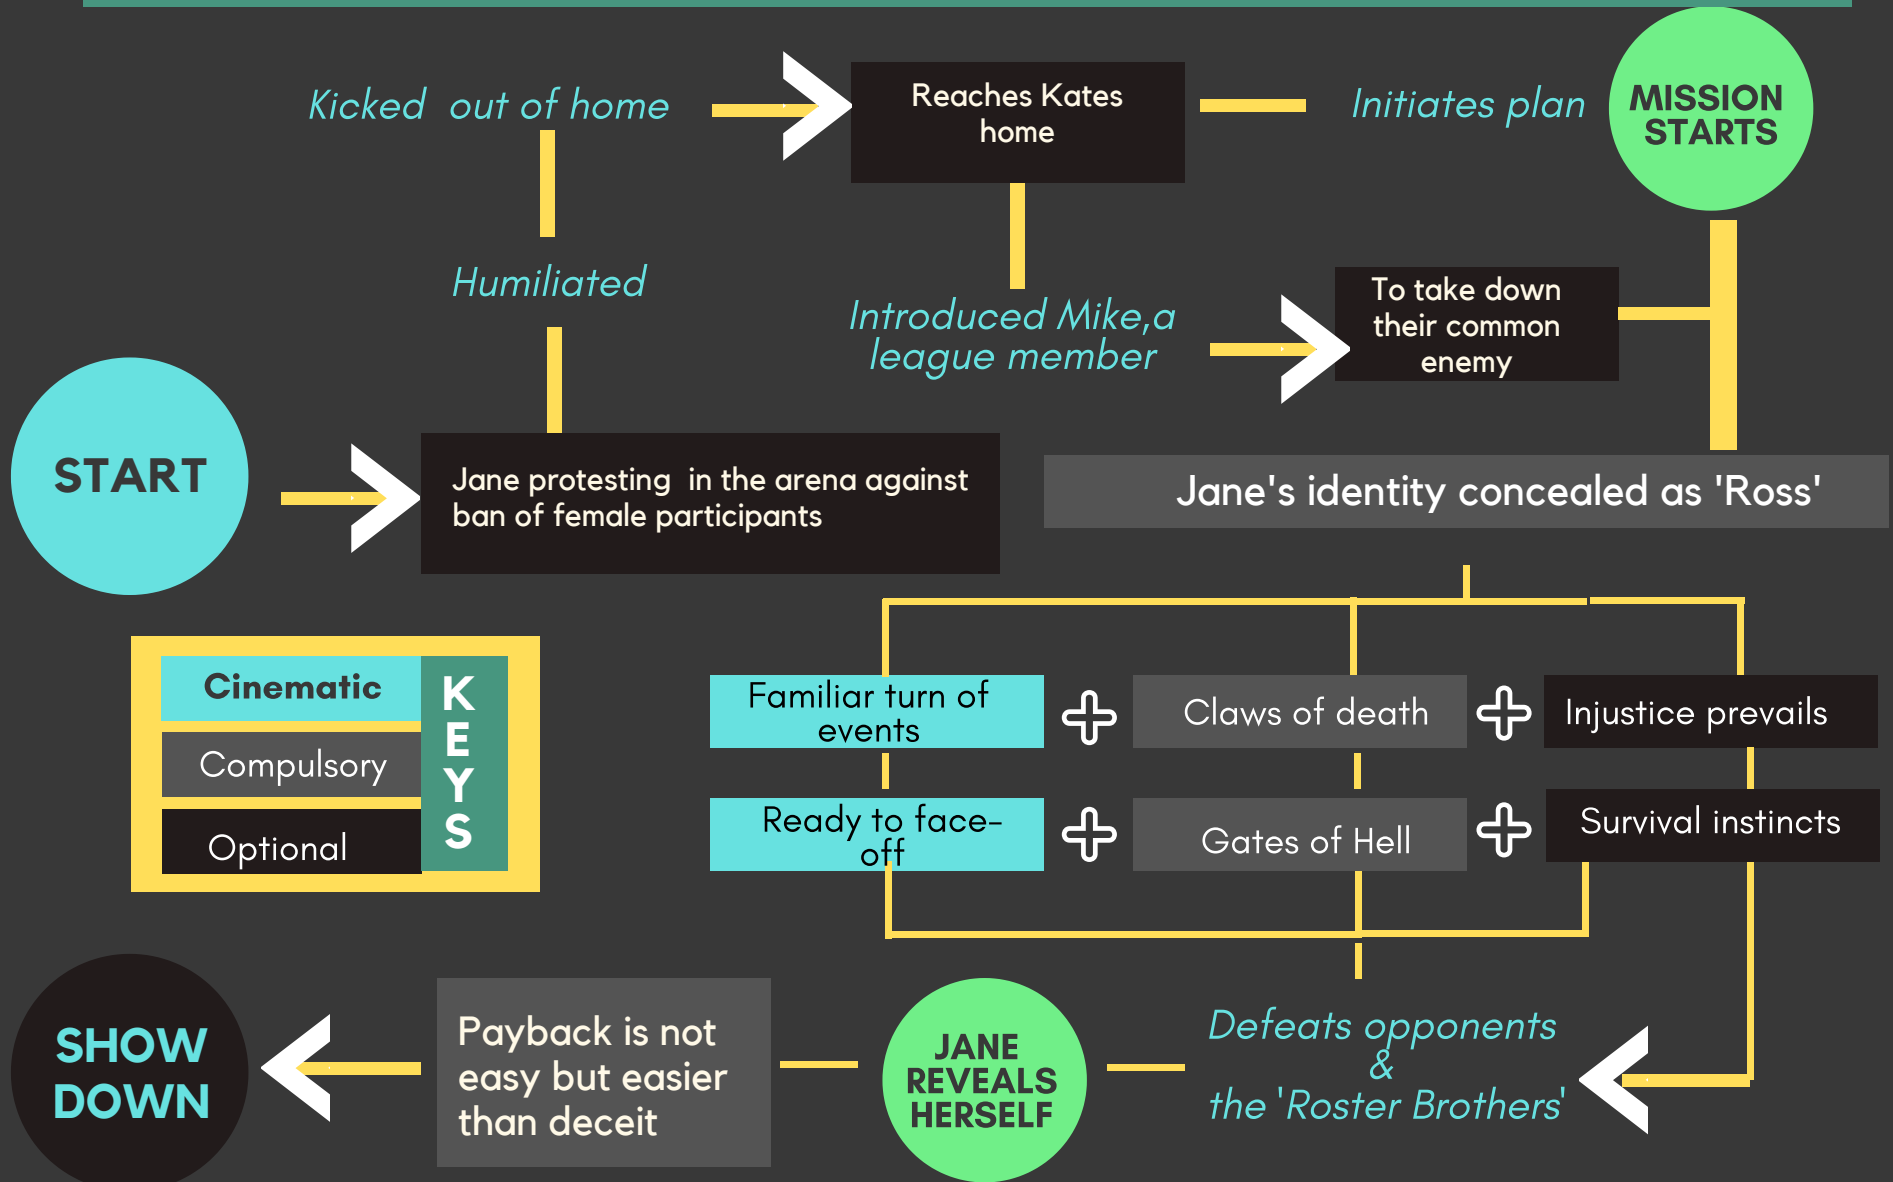 Kicked out of home
Reaches Kates
home
Initiates plan
MISSION
STARTS
Humiliated
Introduced Mike,a
league member
To take down
their common
enemy
START
Jane protesting in the arena against
ban of female participants
Jane's identity concealed as 'Ross'
Cinematic
Compulsory
Optional
K
E
Y
S
Familiar turn of
events
Claws of death
Injustice prevails
Ready to face-
off
Gates of Hell
Survival instincts
Defeats opponents
&
the 'Roster Brothers'
JANE
REVEALS
HERSELF
Payback is not
easy but easier
than deceit
SHOW
DOWN